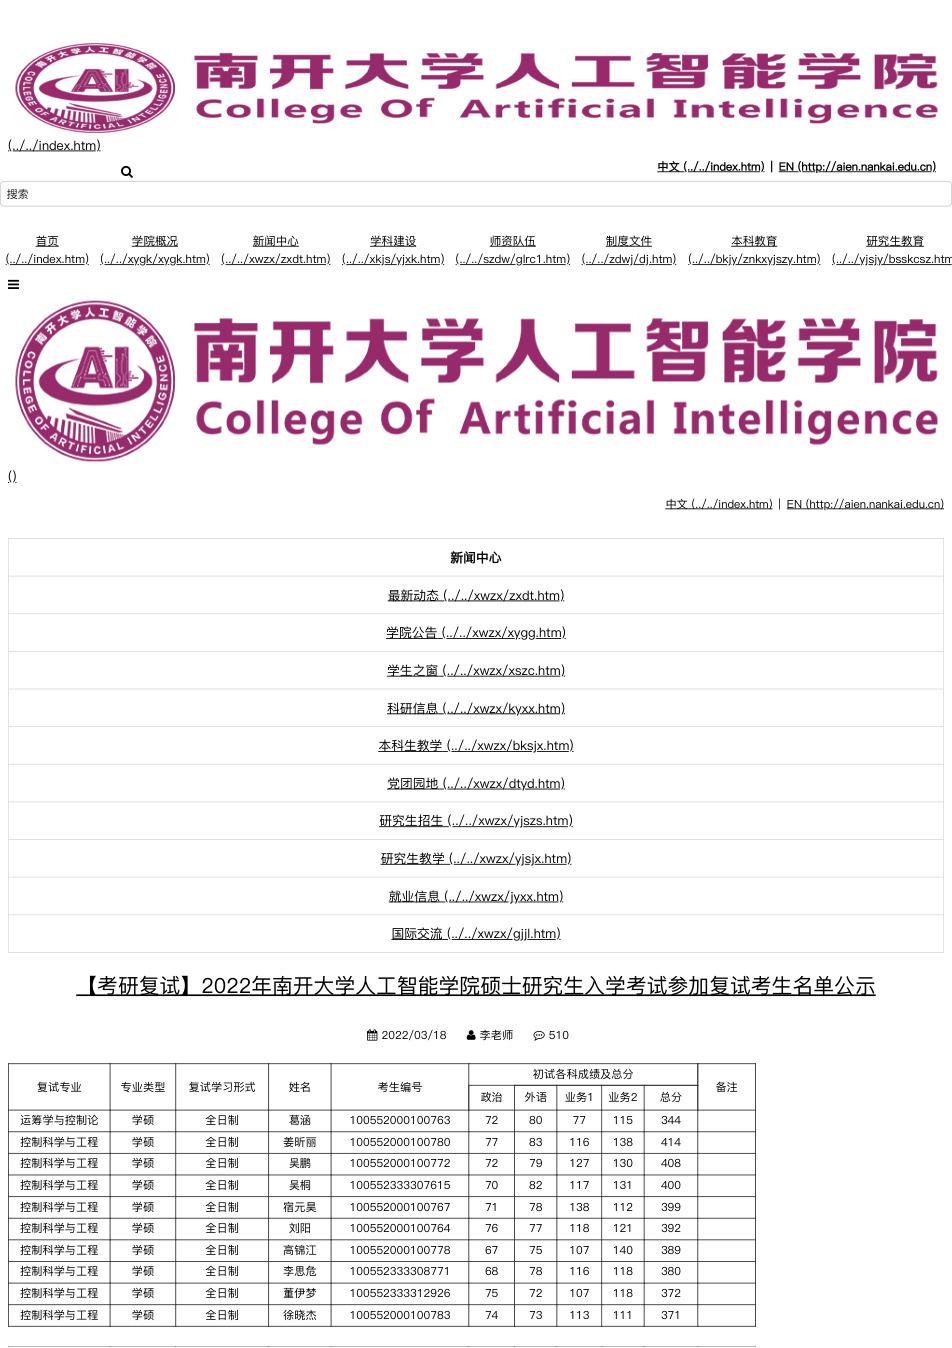 南开大学人工智能学院
College Of Artificial Intelligence
(../../index.htm)
中文 (../../index.htm) | EN (http://aien.nankai.edu.cn)
搜索
首页 学院概况 新闻中心 学科建设 师资队伍 制度文件 本科教育 研究生教育
(../../index.htm) (../../xygk/xygk.htm) (../../xwzx/zxdt.htm) (../../xkjs/yjxk.htm) (../../szdw/glrc1.htm) (../../zdwj/dj.htm) (../../bkjy/znkxyjszy.htm) (../../yjsjy/bsskcsz.htm
南开大学人工智能学院
College Of Artificial Intelligence
()
中文 (../../index.htm) | EN (http://aien.nankai.edu.cn)
新闻中心
最新动态 (../../xwzx/zxdt.htm)
学院公告 (../../xwzx/xygg.htm)
学生之窗 (../../xwzx/xszc.htm)
科研信息 (../../xwzx/kyxx.htm)
本科生教学 (../../xwzx/bksjx.htm)
党团园地 (../../xwzx/dtyd.htm)
研究生招生 (../../xwzx/yjszs.htm)
研究生教学 (../../xwzx/yjsjx.htm)
就业信息 (../../xwzx/jyxx.htm)
国际交流 (../../xwzx/gjjl.htm)
【考研复试】2022年南开大学人工智能学院硕士研究生入学考试参加复试考生名单公示
2022/03/18 李老师 510
复试专业 专业类型 复试学习形式 姓名 考生编号 初试各科成绩及总分 备注
政治 外语 业务1 业务2 总分
运筹学与控制论 学硕 全日制 葛涵 100552000100763 72 80 77 115 344
控制科学与工程 学硕 全日制 姜昕丽 100552000100780 77 83 116 138 414
控制科学与工程 学硕 全日制 吴鹏 100552000100772 72 79 127 130 408
控制科学与工程 学硕 全日制 吴桐 100552333307615 70 82 117 131 400
控制科学与工程 学硕 全日制 宿元昊 100552000100767 71 78 138 112 399
控制科学与工程 学硕 全日制 刘阳 100552000100764 76 77 118 121 392
控制科学与工程 学硕 全日制 高锦江 100552000100778 67 75 107 140 389
控制科学与工程 学硕 全日制 李思危 100552333308771 68 78 116 118 380
控制科学与工程 学硕 全日制 董伊梦 100552333312926 75 72 107 118 372
控制科学与工程 学硕 全日制 徐晓杰 100552000100783 74 73 113 111 371